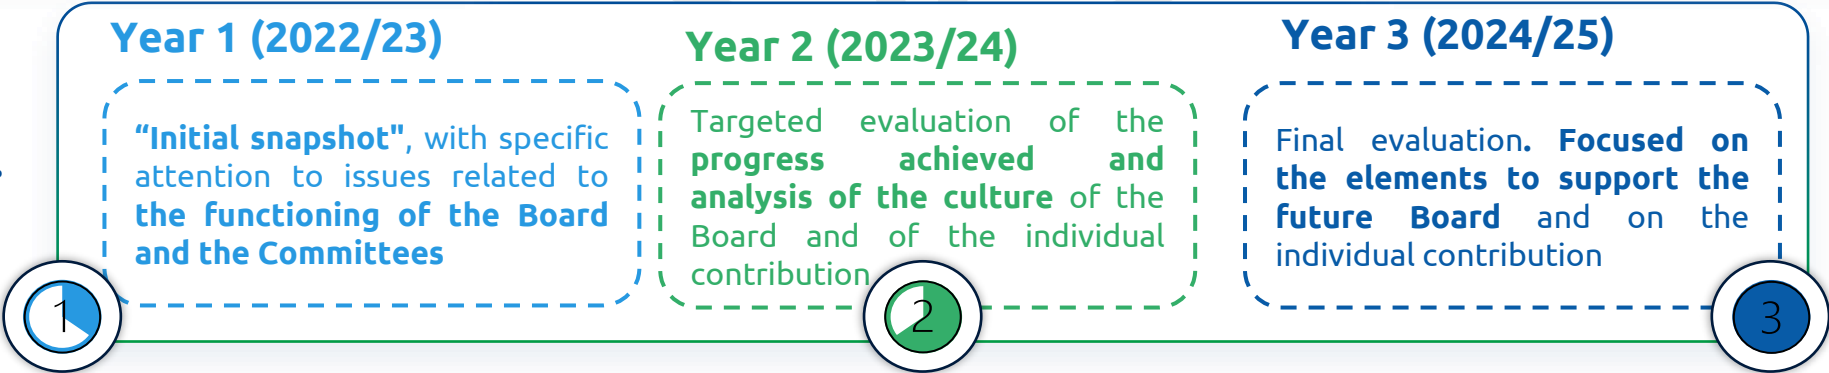 Year 1 (2022/23)
“Initial snapshot", with specific
attention to issues related to
the functioning of the Board
and the Committees
1
Year 2 (2023/24)
Targeted evaluation of the
progress achieved and
analysis of the culture of the
Board and of the individual
contribution
2
Year 3 (2024/25)
Final evaluation. Focused on
the elements to support the
future Board and on the
individual contribution
3